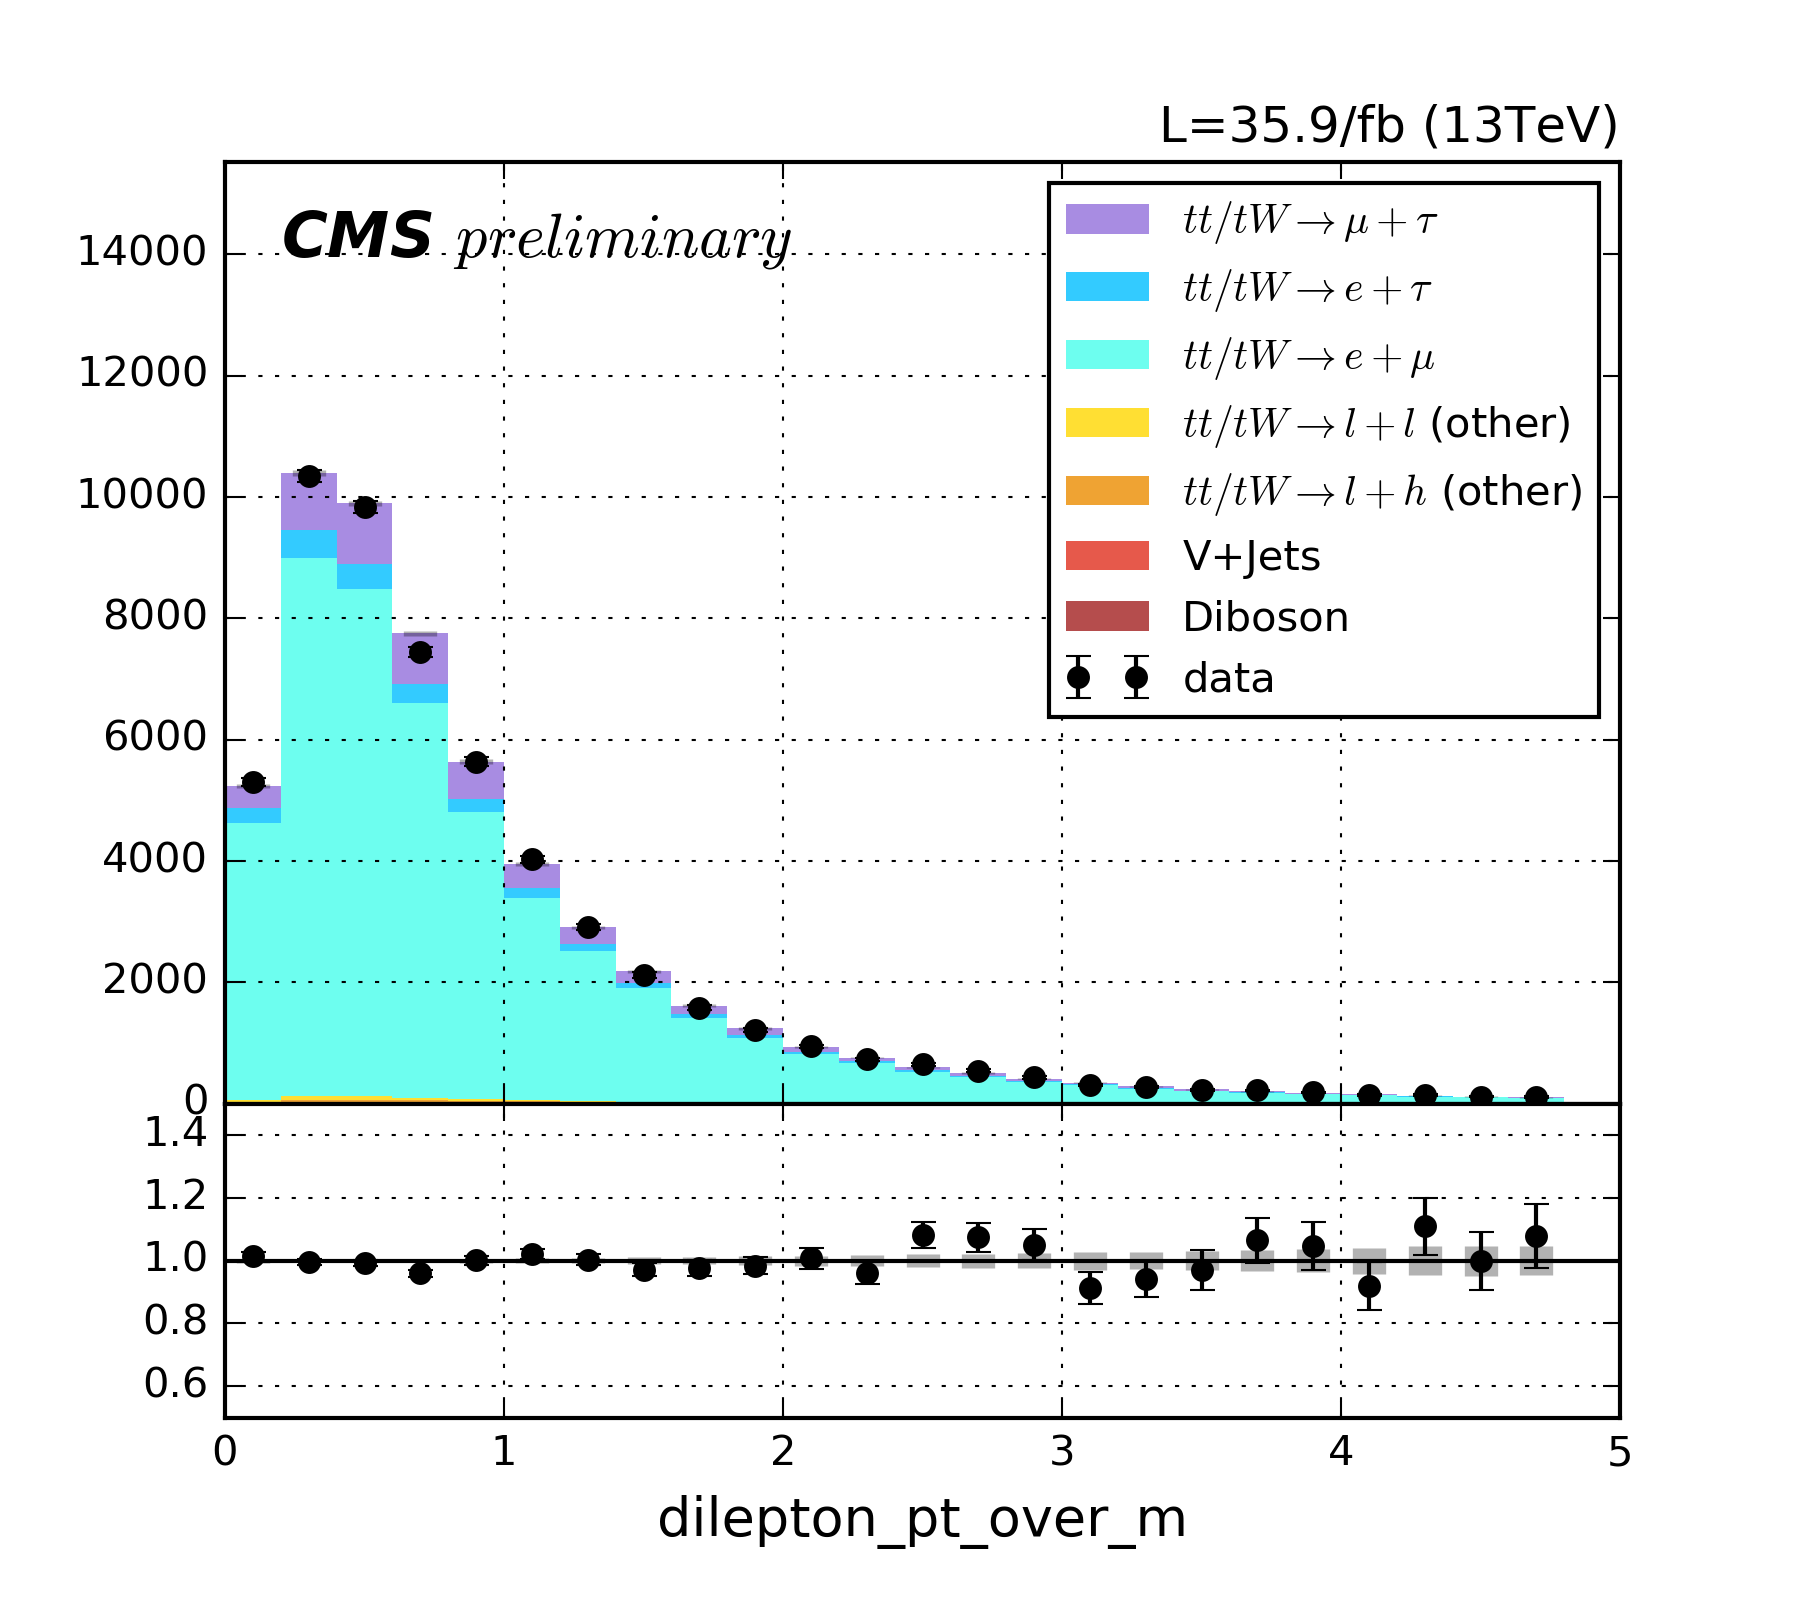 L=35.9/fb (13TeV)
CMS preliminary
14000
12000
10000
8000
6000
4000
2000
0
tt/tW → μ + τ
tt/tW → e + τ
tt/tW → e + μ
tt/tW → l + l (other)
tt/tW → l + h (other)
V+Jets
Diboson
data
1.4
1.2
1.0
0.8
0.6
0 1 2 3 4 5
dilepton_pt_over_m